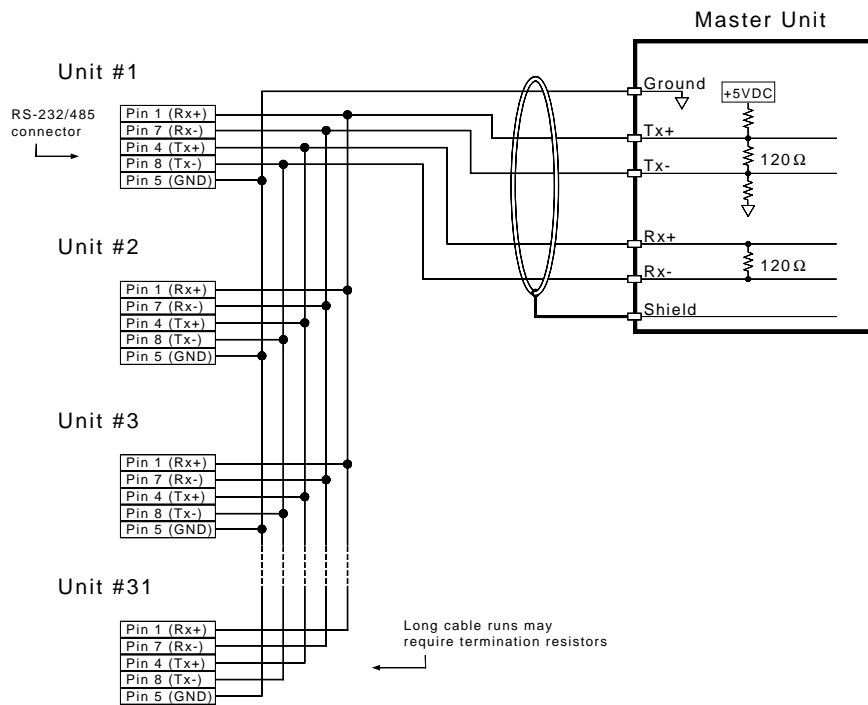 Master Unit
Unit #1
RS-232/485
connector
Pin 1 (Rx+)
Pin 7 (Rx-)
Pin 4 (Tx+)
Pin 8 (Tx-)
Pin 5 (GND)
Ground
+5VDC
Tx+
120Ω
Tx-
Rx+
120Ω
Rx-
Shield
Unit #2
Pin 1 (Rx+)
Pin 7 (Rx-)
Pin 4 (Tx+)
Pin 8 (Tx-)
Pin 5 (GND)
Unit #3
Pin 1 (Rx+)
Pin 7 (Rx-)
Pin 4 (Tx+)
Pin 8 (Tx-)
Pin 5 (GND)
Unit #31
Pin 1 (Rx+)
Pin 7 (Rx-)
Pin 4 (Tx+)
Pin 8 (Tx-)
Pin 5 (GND)
Long cable runs may
require termination resistors